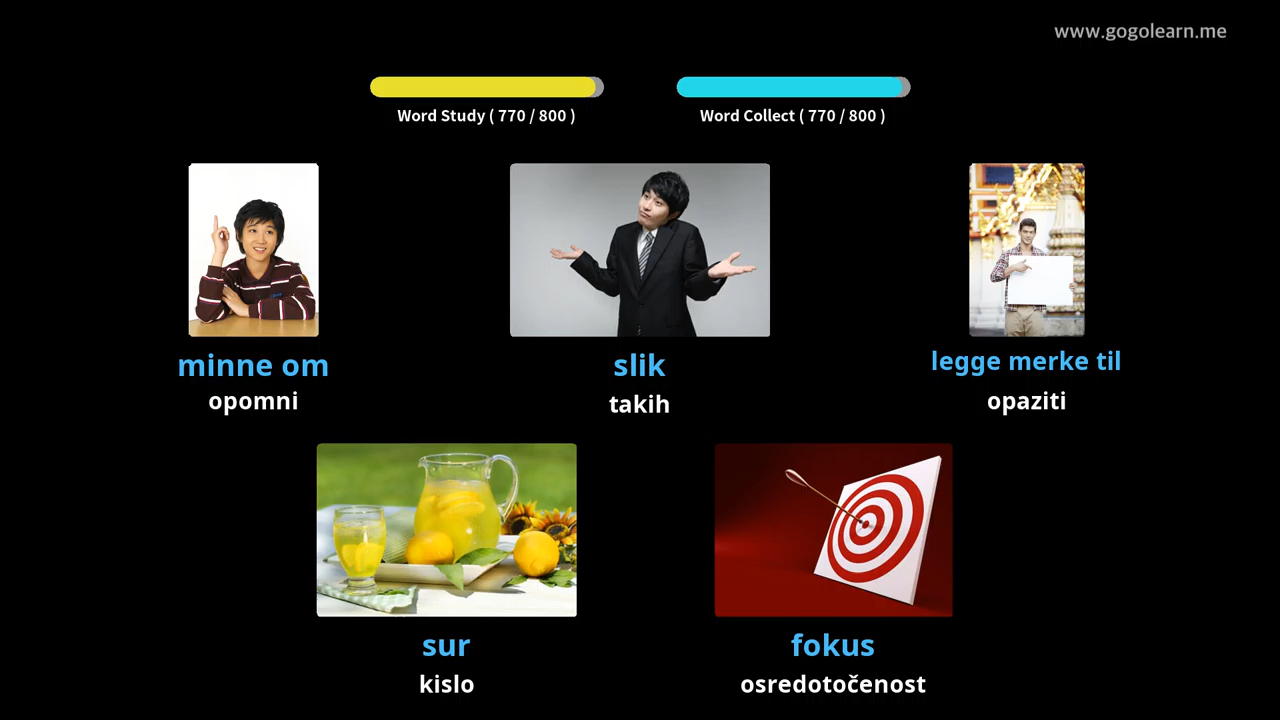 www.gogolearn.me
Word Study ( 770 / 800 )
Word Collect ( 770 / 800 )
minne om
opomni
slik
takih
legge merke til
opaziti
sur
kislo
fokus
osredotočenost